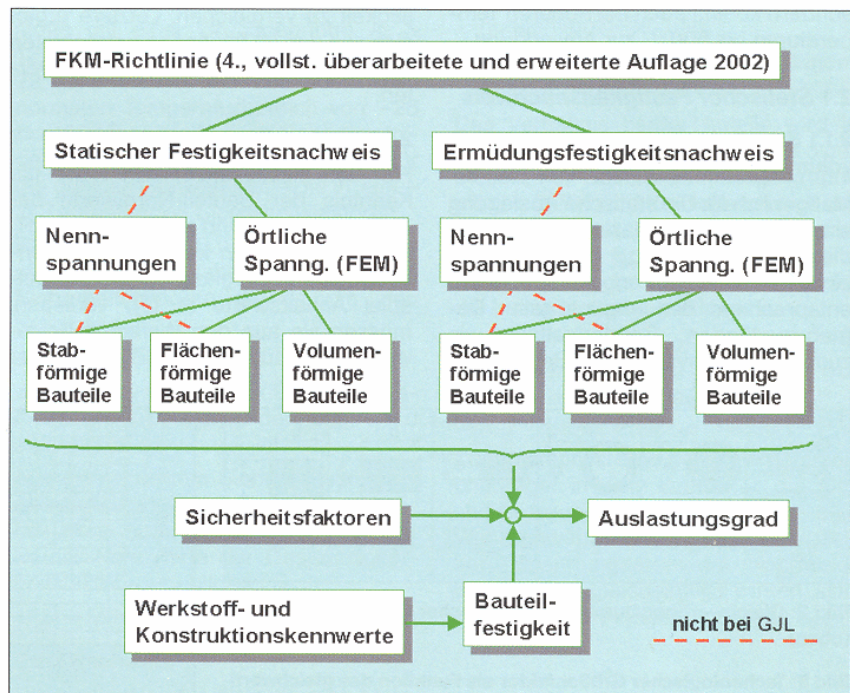 FKM-Richtlinie (4., vollst. überarbeitete und erweiterte Auflage 2002)
Statischer Festigkeitsnachweis
Ermüdungsfestigkeitsnachweis
Nenn-
spannungen
Örtliche
Spanng. (FEM)
Nenn-
spannungen
Örtliche
Spanng. (FEM)
Stab-
förmige
Bauteile
Flächen-
förmige
Bauteile
Volumen-
förmige
Bauteile
Stab-
förmige
Bauteile
Flächen-
förmige
Bauteile
Volumen-
förmige
Bauteile
Sicherheitsfaktoren
Auslastungsgrad
Werkstoff- und
Konstruktionskennwerte
Bauteil-
festigkeit
nicht bei GJL